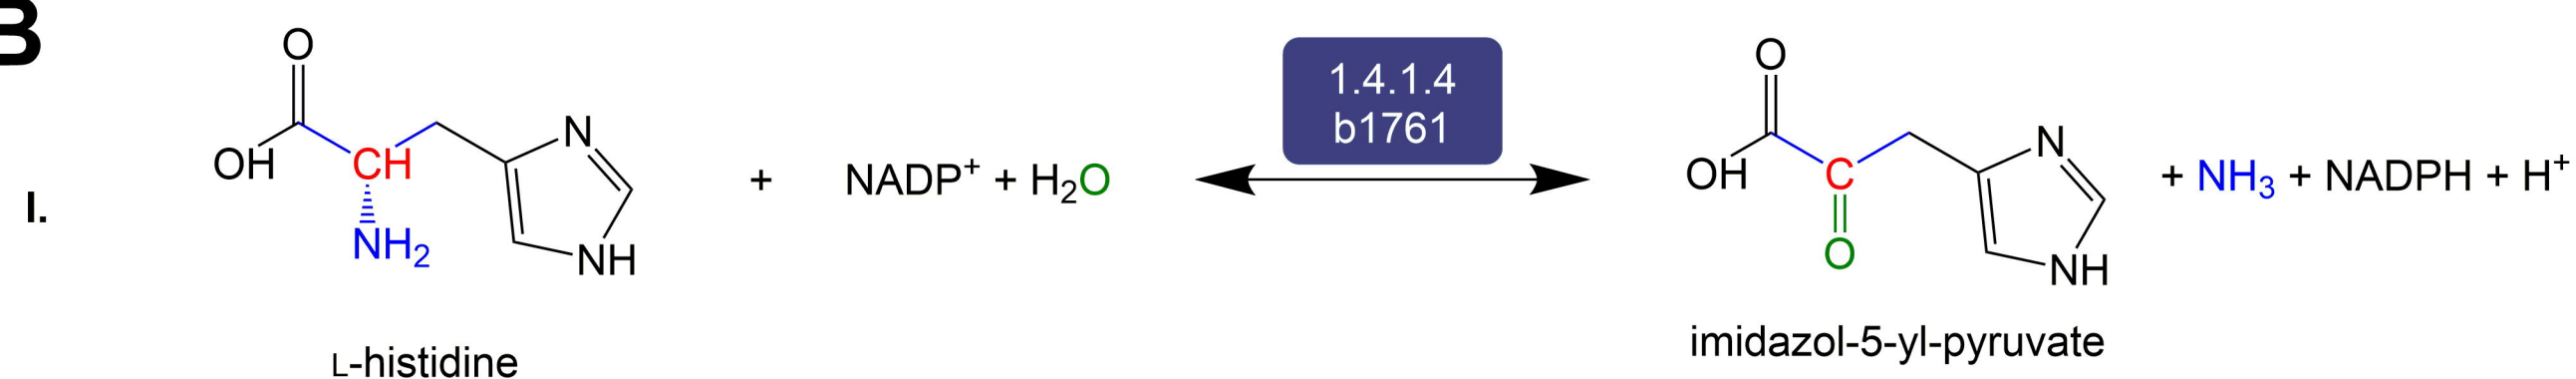 B
I.
O
OH
CH
NH₂
N
NH
L-histidine
+
NADP⁺ + H₂O
1.4.1.4
b1761
O
OH
C
O
N
NH
imidazol-5-yl-pyruvate
+ NH₃ + NADPH + H⁺